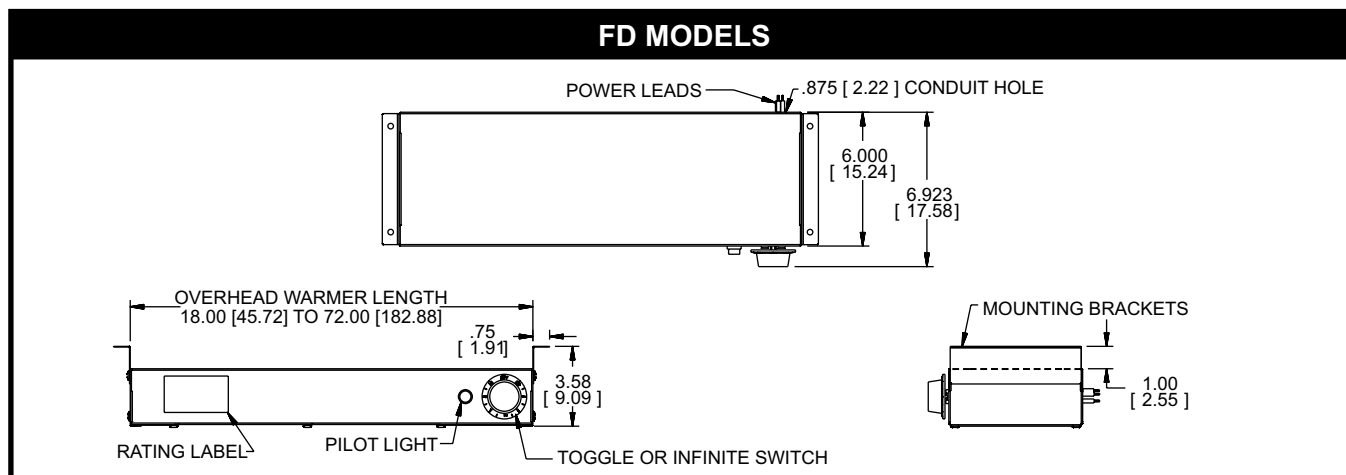 FD MODELS
POWER LEADS
.875 [ 2.22 ] CONDUIT HOLE
6.000
[ 15.24 ]
6.923
[ 17.58]
OVERHEAD WARMER LENGTH
18.00 [45.72] TO 72.00 [182.88]
.75
[ 1.91]
3.58
[ 9.09 ]
RATING LABEL
PILOT LIGHT
TOGGLE OR INFINITE SWITCH
MOUNTING BRACKETS
1.00
[ 2.55 ]